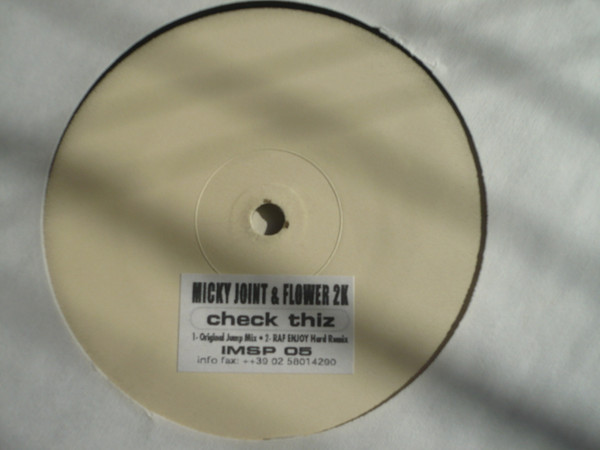 MICKY JOINT & FLOWER 2K
check thiz
1- Original Jump Mix • 2- RAF ENJOY Hard Remix
IMSP 05
info fax: ++39 02 58014290